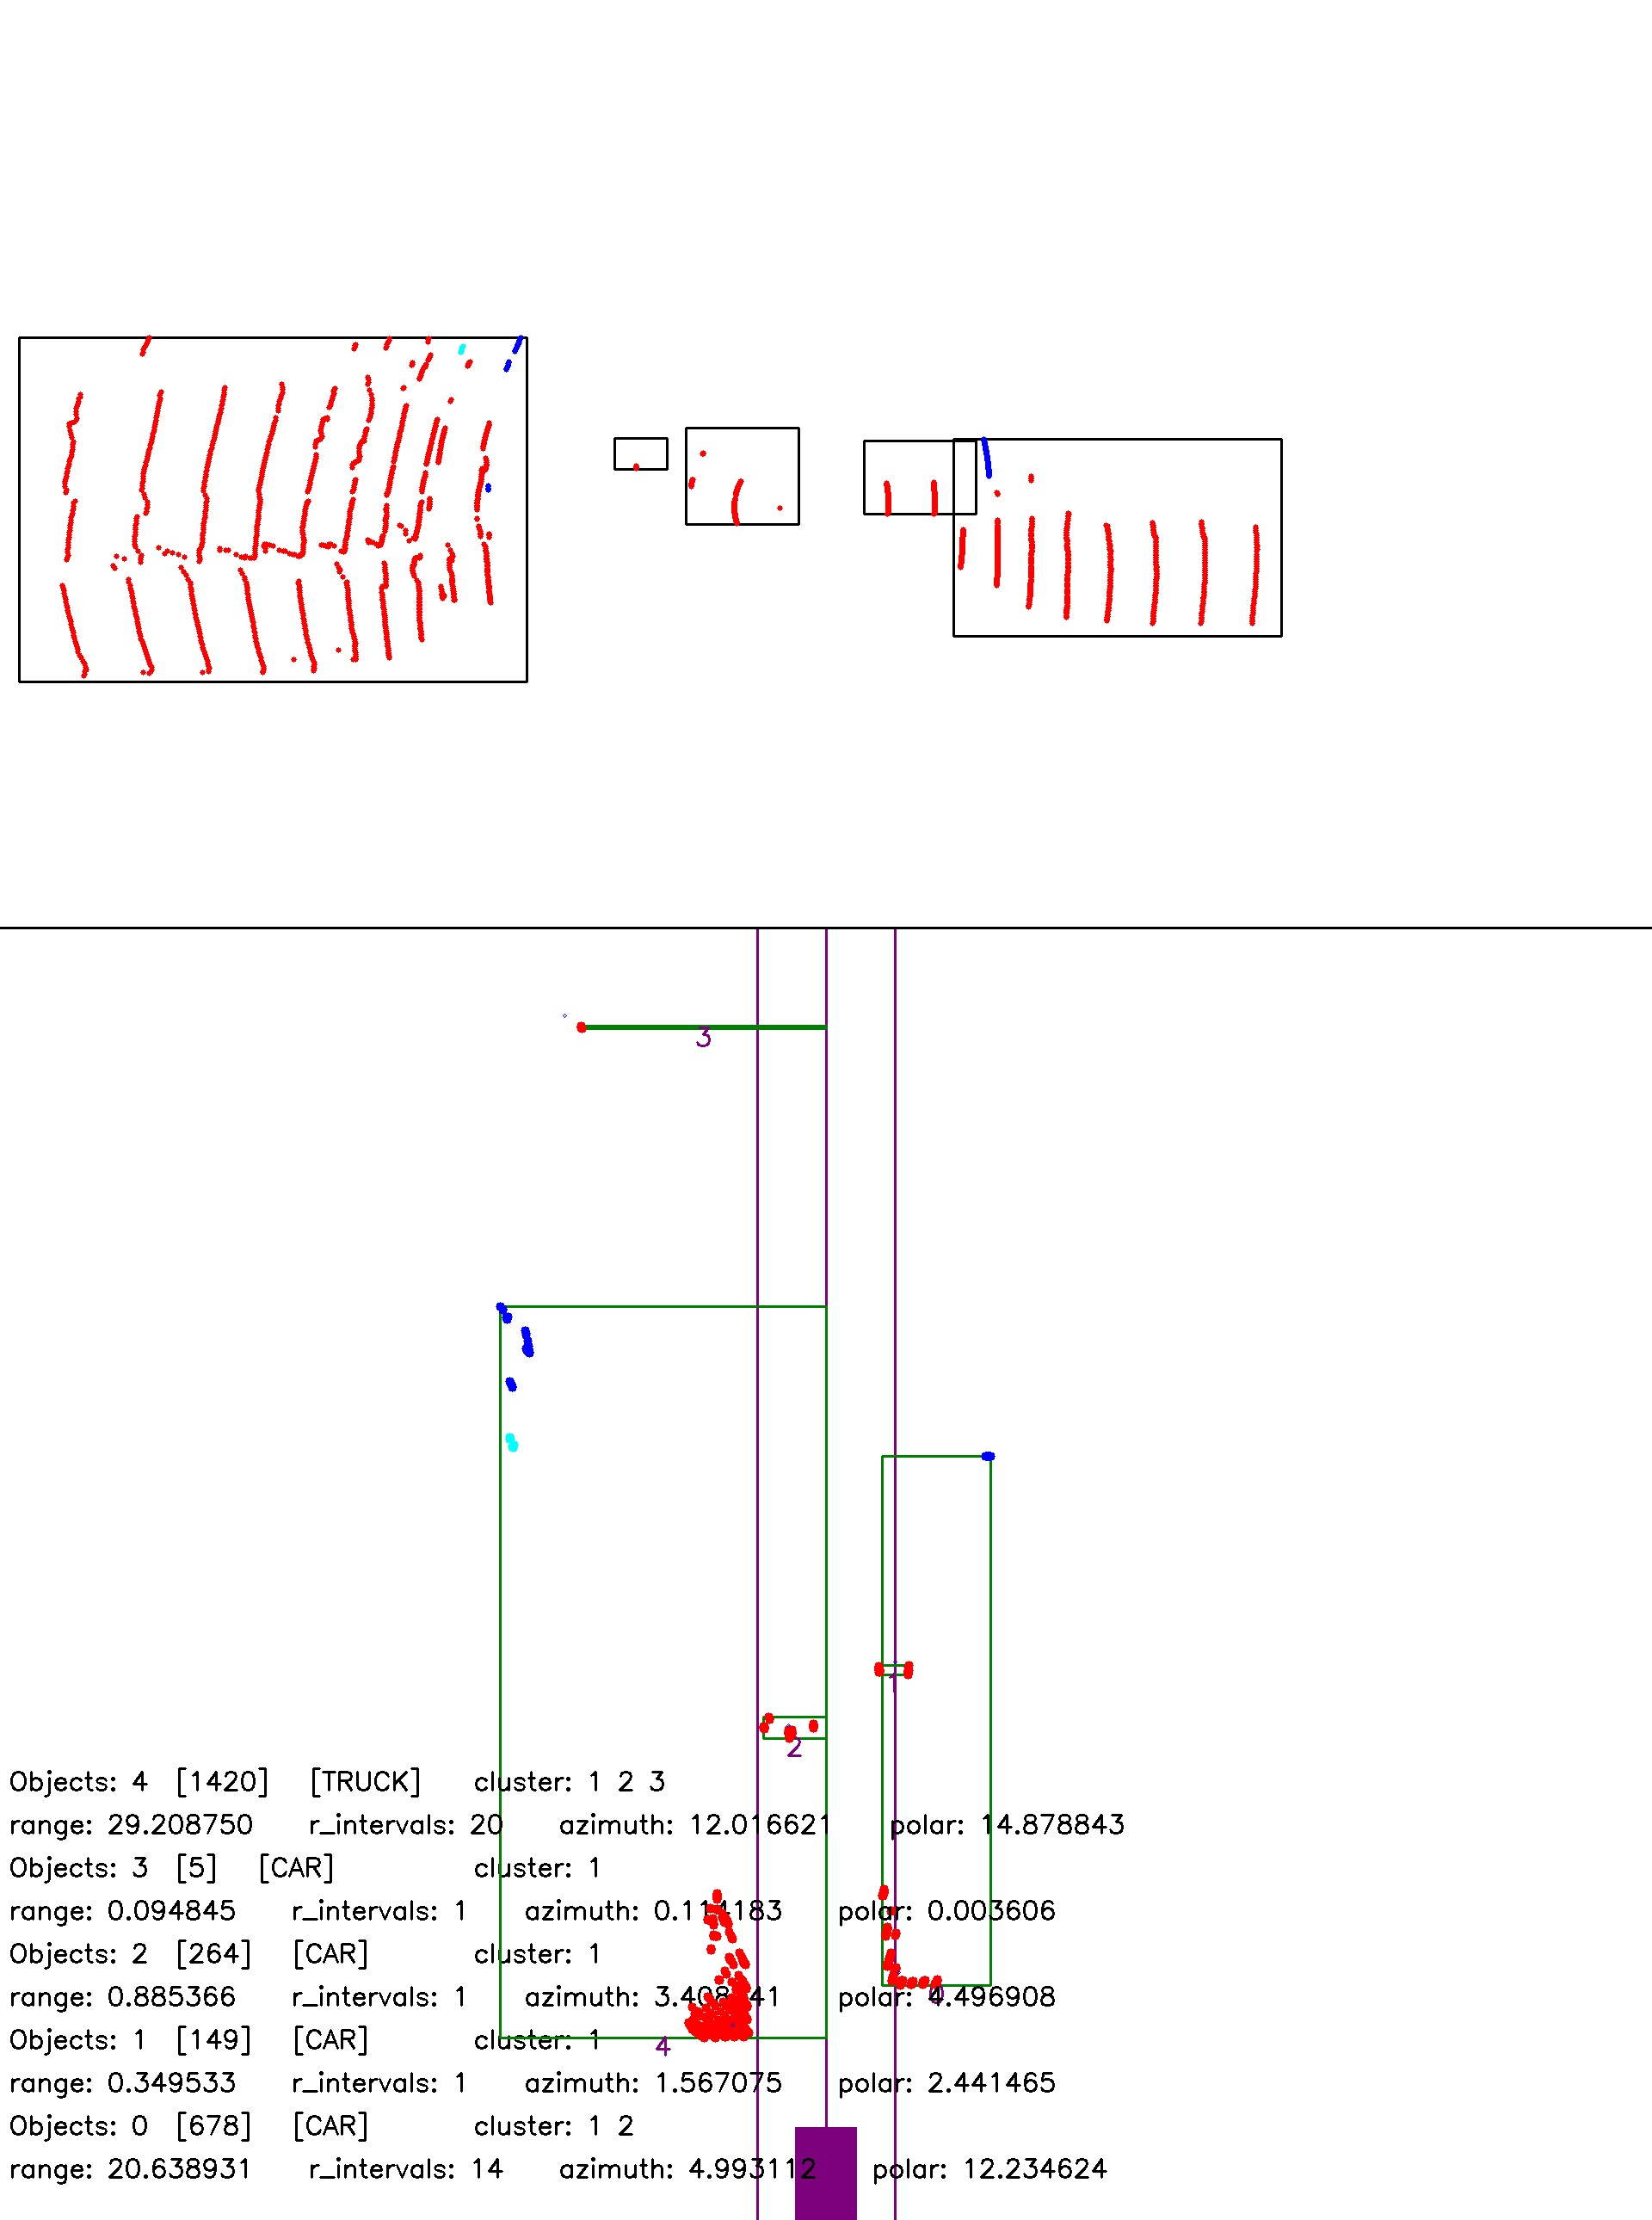 3
1
2
Objects: 4 [1420] [TRUCK] cluster: 1 2 3
range: 29.208750 r_intervals: 20 azimuth: 12.016621 polar: 14.878843
Objects: 3 [5] [CAR] cluster: 1
range: 0.094845 r_intervals: 1 azimuth: 0.114183 polar: 0.003606
Objects: 2 [264] [CAR] cluster: 1
0
range: 0.885366 r_intervals: 1 azimuth: 3.408141 polar: 4.496908
Objects: 1 [149] [CAR] cluster: 1
4
range: 0.349533 r_intervals: 1 azimuth: 1.567075 polar: 2.441465
Objects: 0 [678] [CAR] cluster: 1 2
range: 20.638931 r_intervals: 14 azimuth: 4.993112 polar: 12.234624